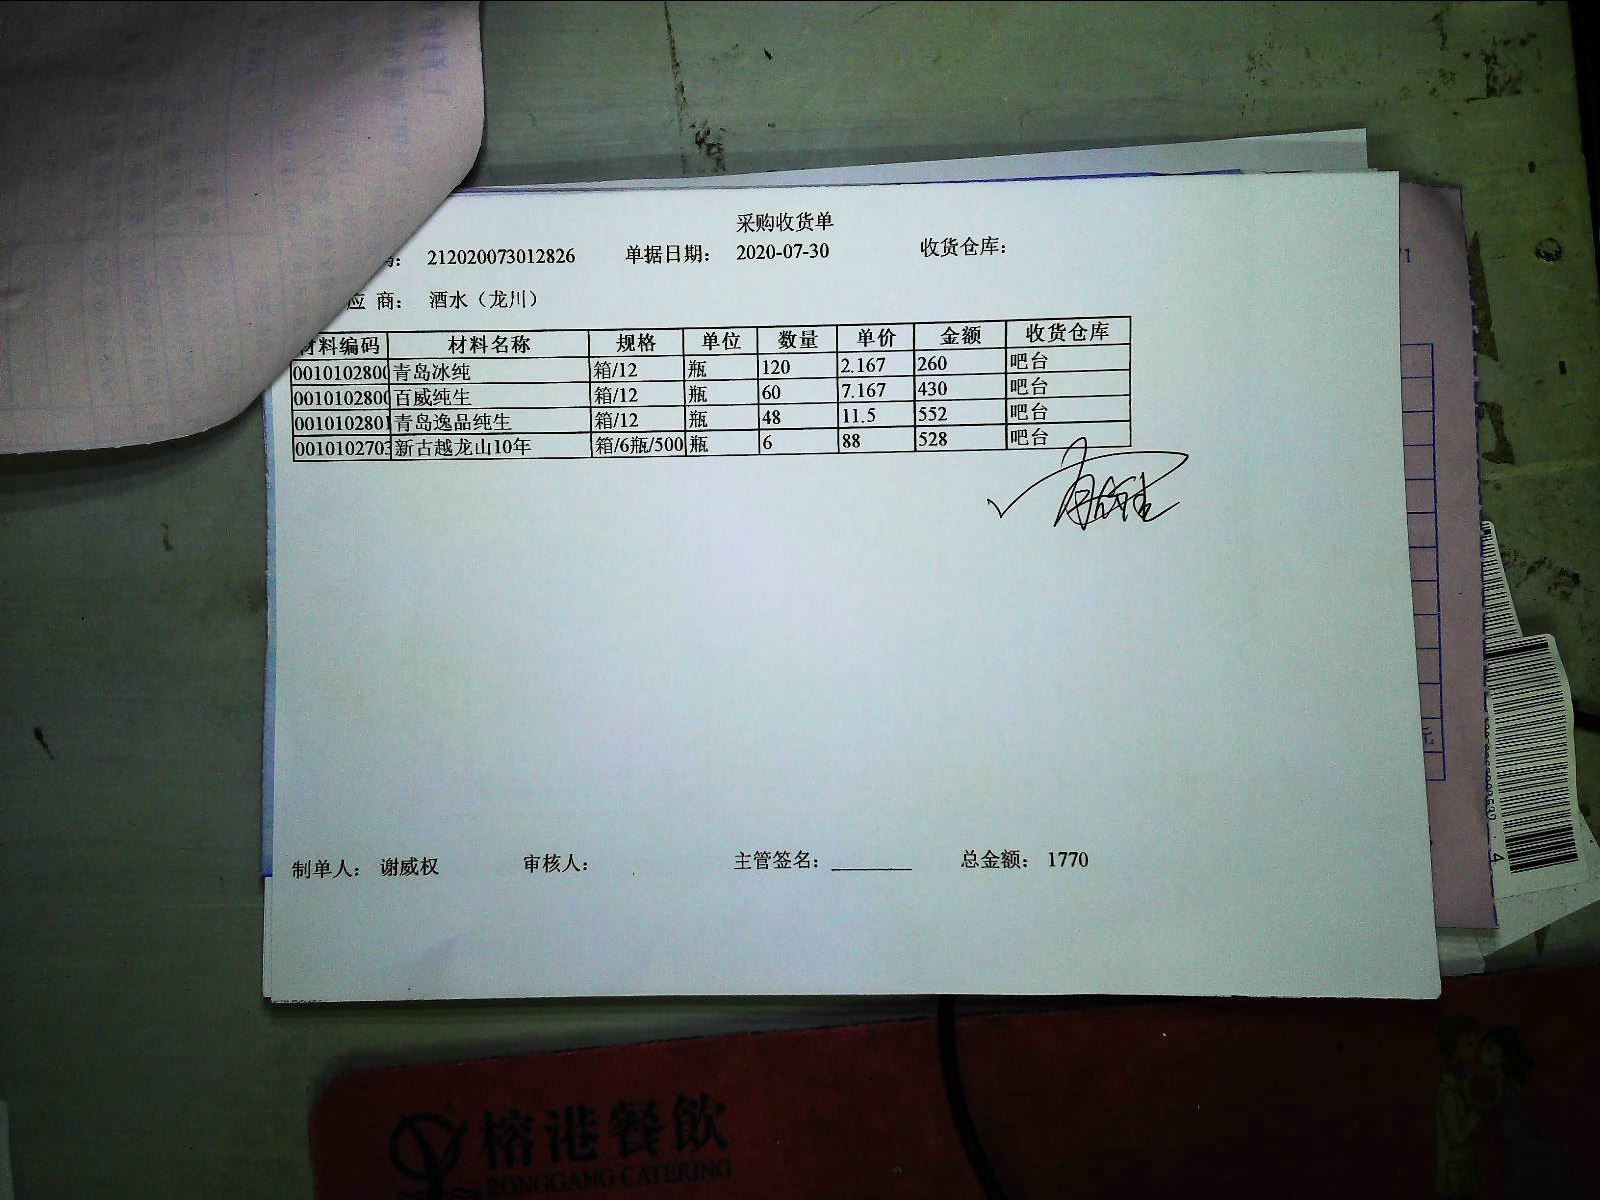 采购收货单
码： 212020073012826 单据日期： 2020-07-30 收货仓库：
应 商： 酒水（龙川）
材料编码 材料名称 规格 单位 数量 单价 金额 收货仓库
0010102800 青岛冰纯 箱/12 瓶 120 2.167 260 吧台
0010102800 百威纯生 箱/12 瓶 60 7.167 430 吧台
0010102801 青岛逸品纯生 箱/12 瓶 48 11.5 552 吧台
0010102703 新古越龙山10年 箱/6瓶/500 瓶 6 88 528 吧台
制单人： 谢威权 审核人： 主管签名： 总金额： 1770
榕港餐飲
RONGGANG CATERING